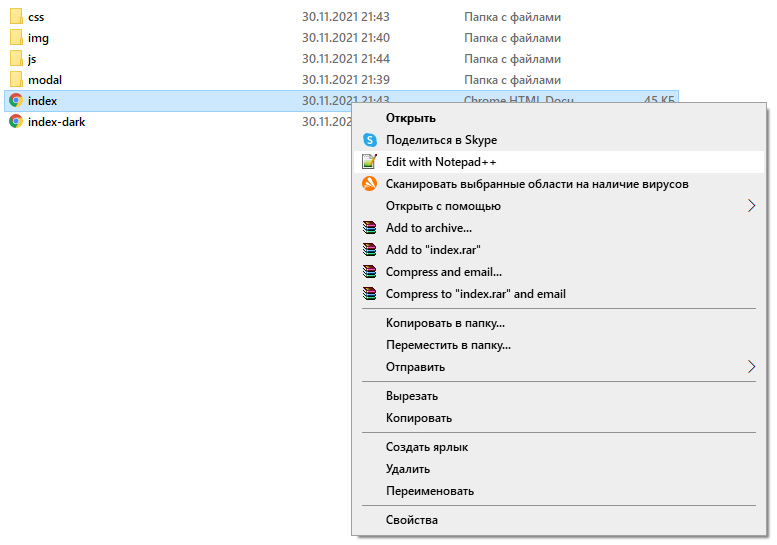 css 30.11.2021 21:43 Папка с файлами
img 30.11.2021 21:40 Папка с файлами
js 30.11.2021 21:44 Папка с файлами
modal 30.11.2021 21:39 Папка с файлами
index 30.11.2021 21:43 Chrome HTML Docu... 45 КБ
index-dark 30.11.2021
Открыть
Поделиться в Skype
Edit with Notepad++
Сканировать выбранные области на наличие вирусов
Открыть с помощью
Add to archive...
Add to "index.rar"
Compress and email...
Compress to "index.rar" and email
Копировать в папку...
Переместить в папку...
Отправить
Вырезать
Копировать
Создать ярлык
Удалить
Переименовать
Свойства